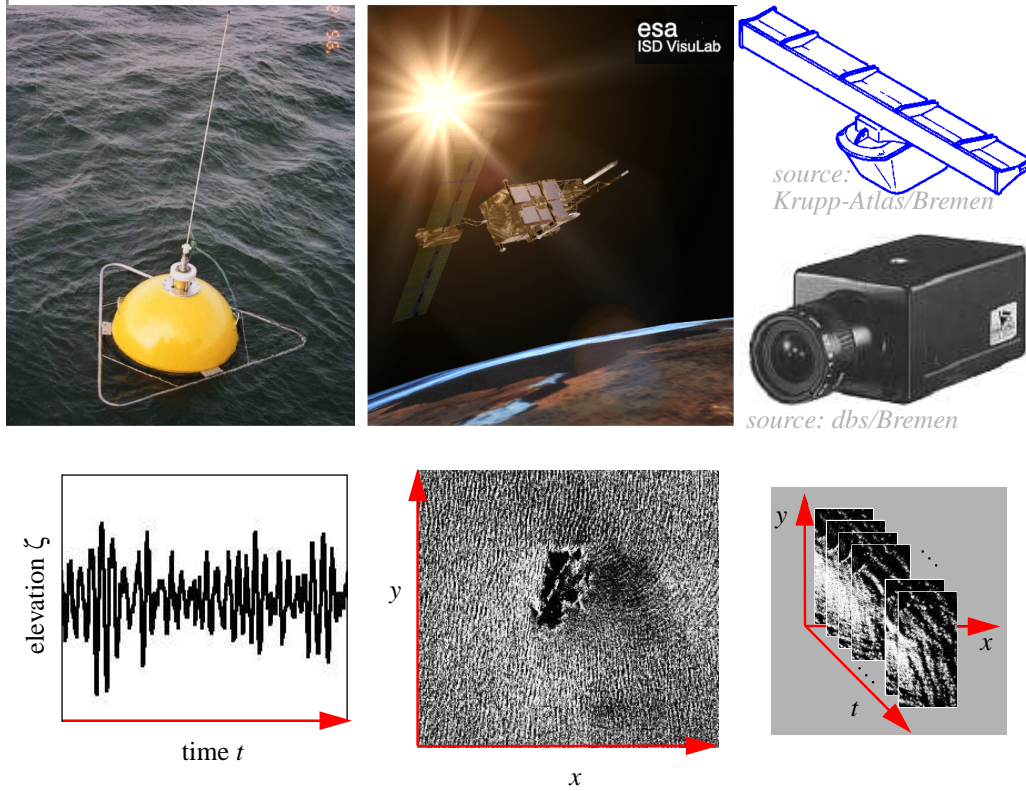 esa
ISD VisuLab
source:
Krupp-Atlas/Bremen
source: dbs/Bremen
elevation ζ
time t
y
x
y
x
t